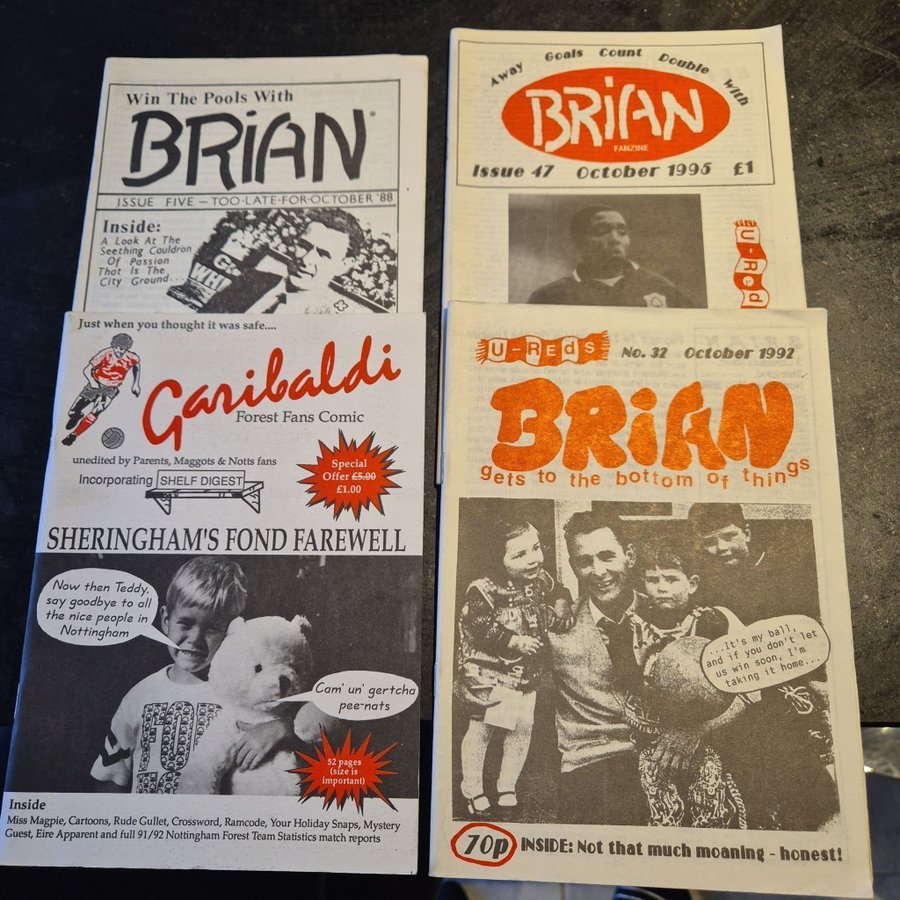 Win The Pools With
BRIAN*
ISSUE FIVE – TOO-LATE-FOR-OCTOBER '88
Inside:
A Look At The
Seething Cauldron
Of Passion
That Is The
City Ground...
Away Goals Count Double With
BRIAN
FANZINE
Issue 47 October 1995 £1
U-Reds
Just when you thought it was safe....
Garibaldi
Forest Fans Comic
unedited by Parents, Maggots & Notts fans
Incorporating SHELF DIGEST
Special
Offer £5.00
£1.00
SHERINGHAM'S FOND FAREWELL
Now then Teddy.
say goodbye to all
the nice people in
Nottingham
Cam' un' gertcha
pee-nats
52 pages
(size is
important)
Inside
Miss Magpie, Cartoons, Rude Gullet, Crossword, Ramcode, Your Holiday Snaps, Mystery
Guest, Eire Apparent and full 91/92 Nottingham Forest Team Statistics match reports
U-REdS No. 32 October 1992
BRIAN
gets to the bottom of things
...It's my ball,
and if you don't let
us win soon, I'm
taking it home...
70p INSIDE: Not that much moaning - honest!